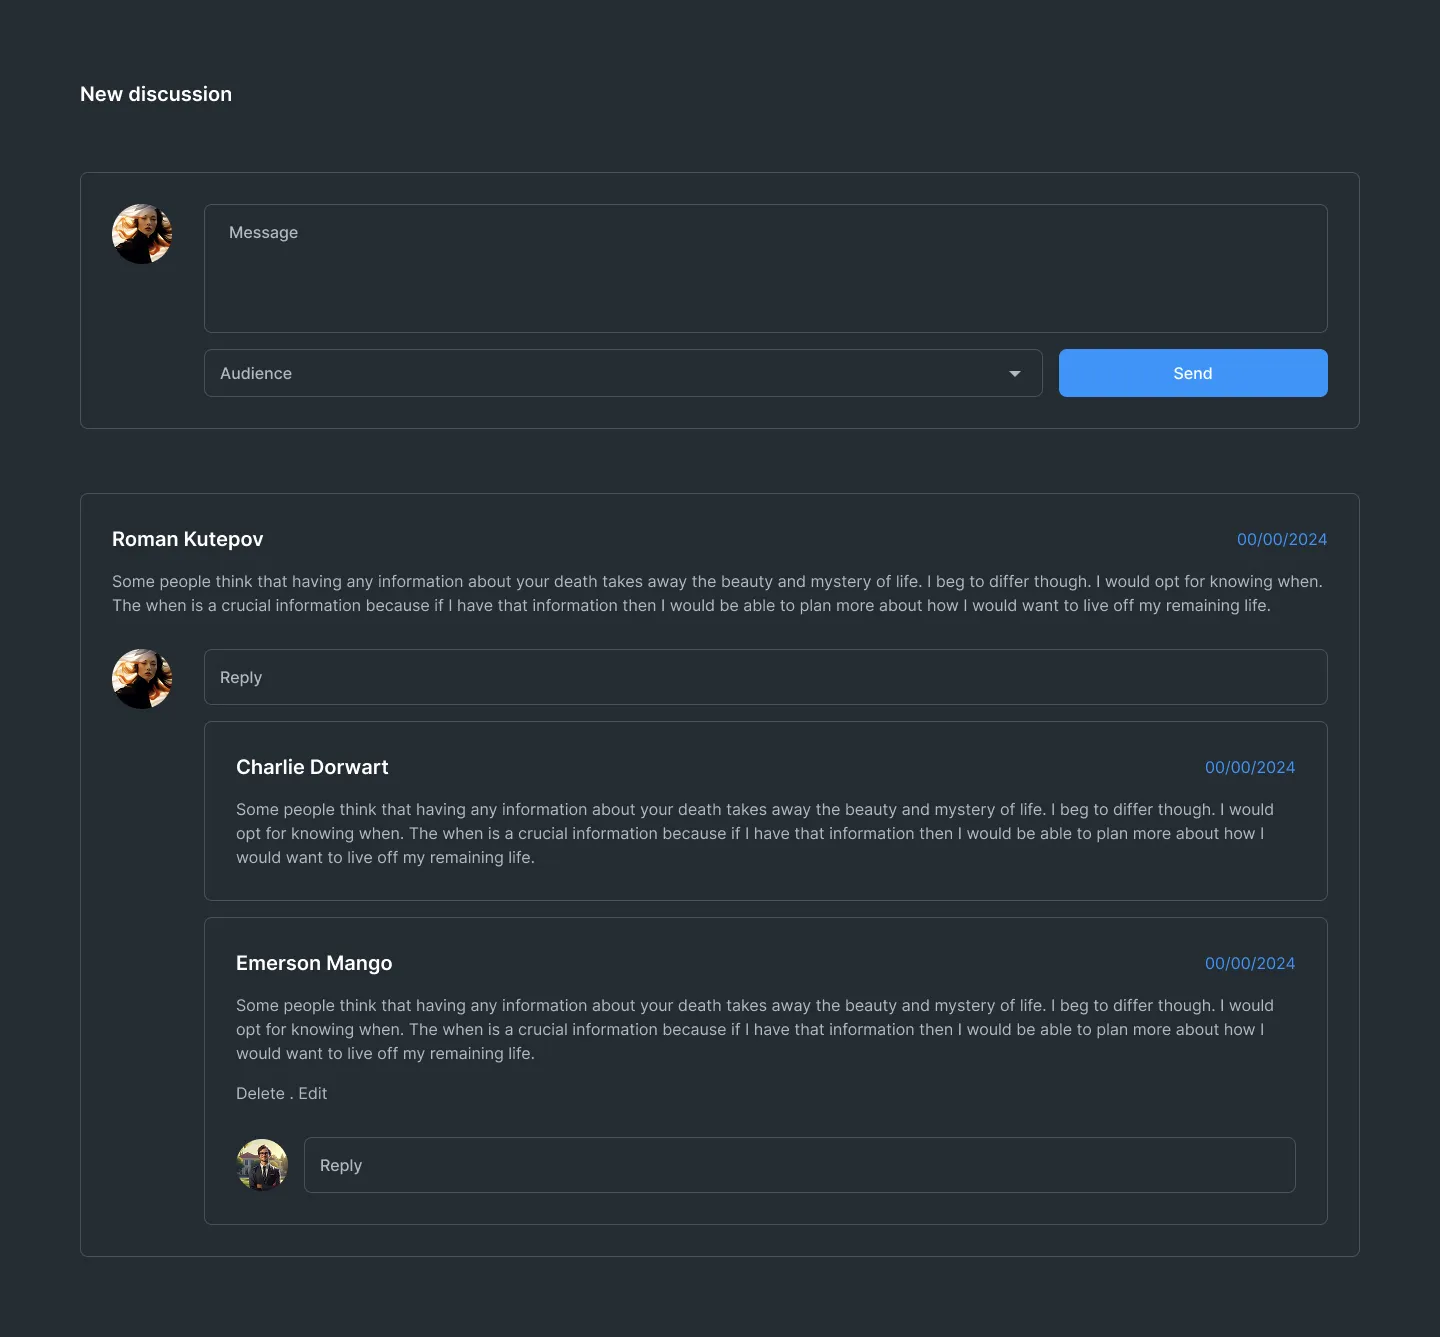 New discussion
Message
Audience
Send
Roman Kutepov
00/00/2024
Some people think that having any information about your death takes away the beauty and mystery of life. I beg to differ though. I would opt for knowing when.
The when is a crucial information because if I have that information then I would be able to plan more about how I would want to live off my remaining life.
Reply
Charlie Dorwart
00/00/2024
Some people think that having any information about your death takes away the beauty and mystery of life. I beg to differ though. I would
opt for knowing when. The when is a crucial information because if I have that information then I would be able to plan more about how I
would want to live off my remaining life.
Emerson Mango
00/00/2024
Some people think that having any information about your death takes away the beauty and mystery of life. I beg to differ though. I would
opt for knowing when. The when is a crucial information because if I have that information then I would be able to plan more about how I
would want to live off my remaining life.
Delete . Edit
Reply